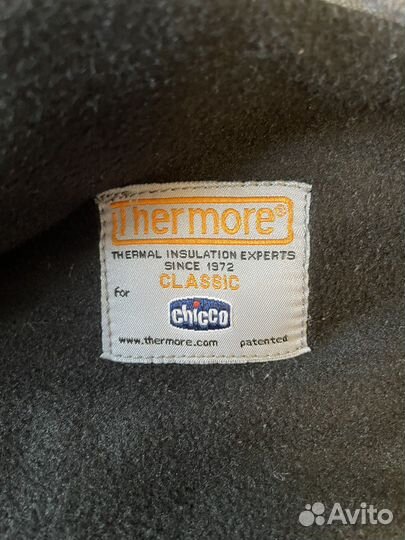 Thermore®
THERMAL INSULATION EXPERTS
SINCE 1972
CLASSIC
for
chicco
www.thermore.com patented
Avito